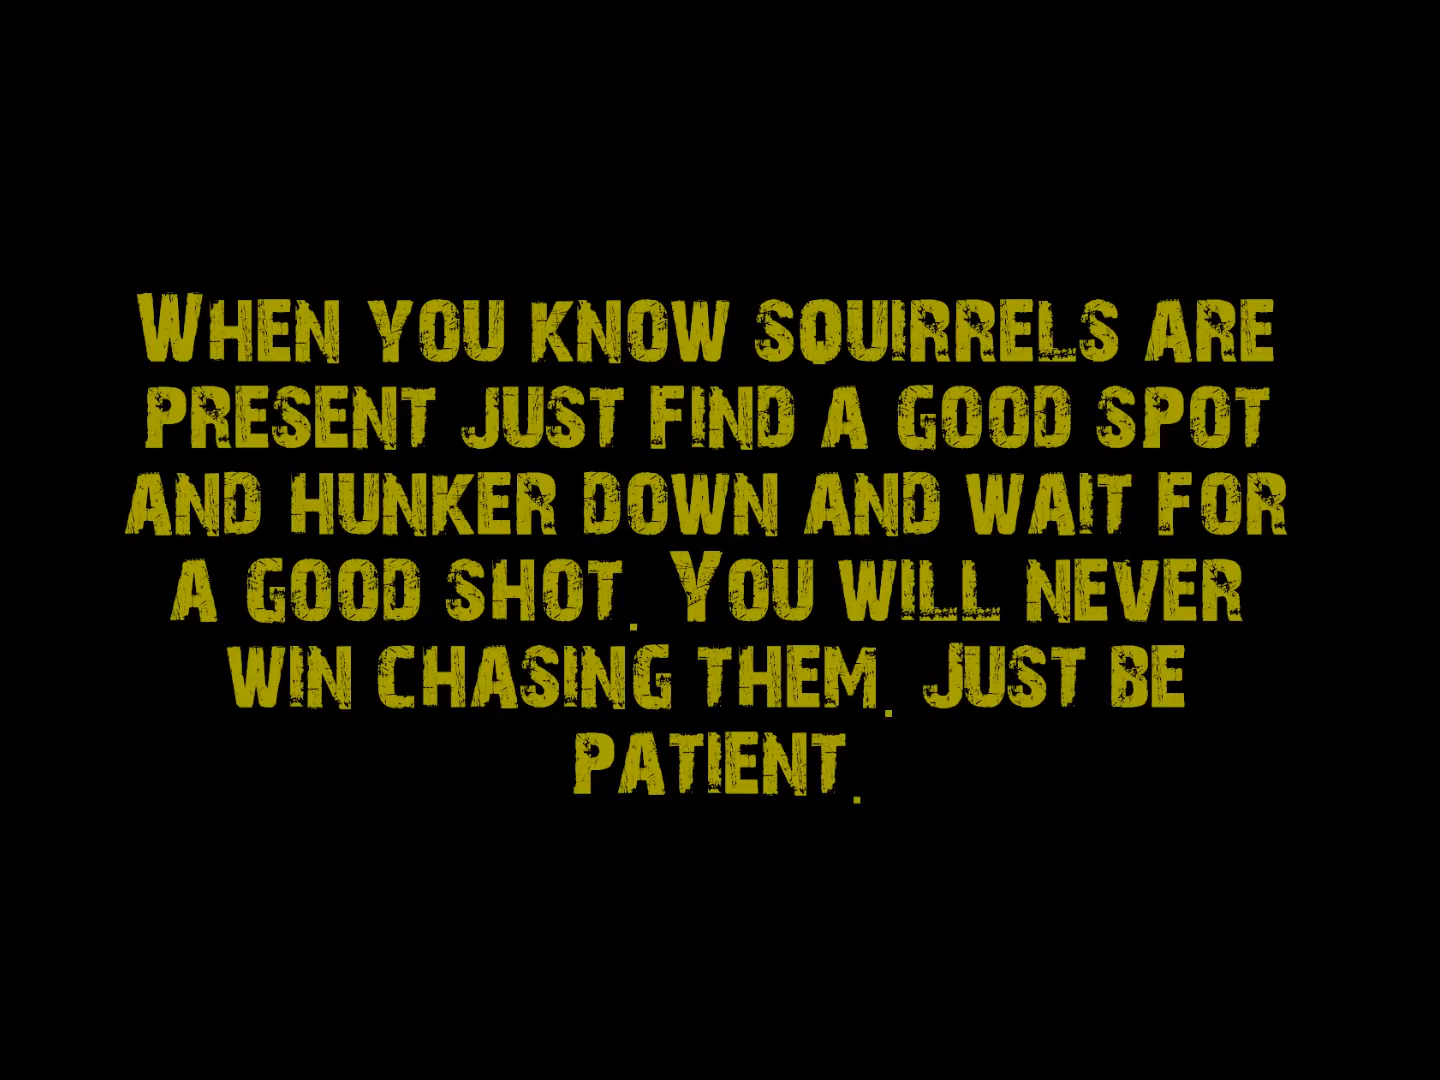 When you know squirrels are
present just find a good spot
and hunker down and wait for
a good shot. You will never
win chasing them. Just be
patient.